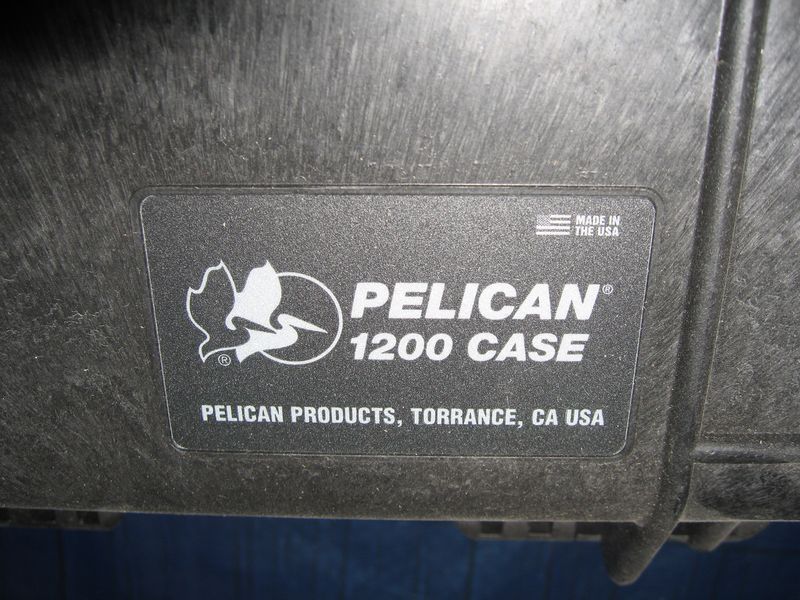 MADE IN
THE USA
PELICAN®
1200 CASE
®
PELICAN PRODUCTS, TORRANCE, CA USA